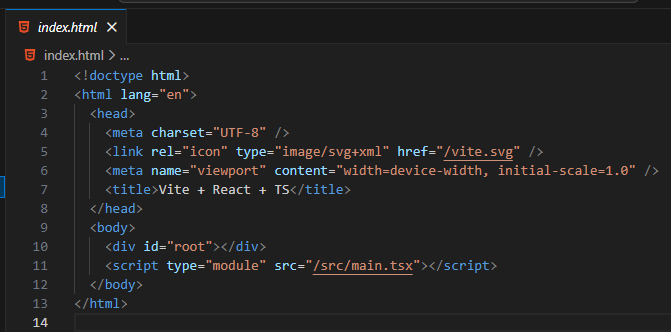 index.html ×
index.html > ...
1 <!doctype html>
2 <html lang="en">
3 <head>
4 <meta charset="UTF-8" />
5 <link rel="icon" type="image/svg+xml" href="/vite.svg" />
6 <meta name="viewport" content="width=device-width, initial-scale=1.0" />
7 <title>Vite + React + TS</title>
8 </head>
9 <body>
10 <div id="root"></div>
11 <script type="module" src="/src/main.tsx"></script>
12 </body>
13 </html>
14